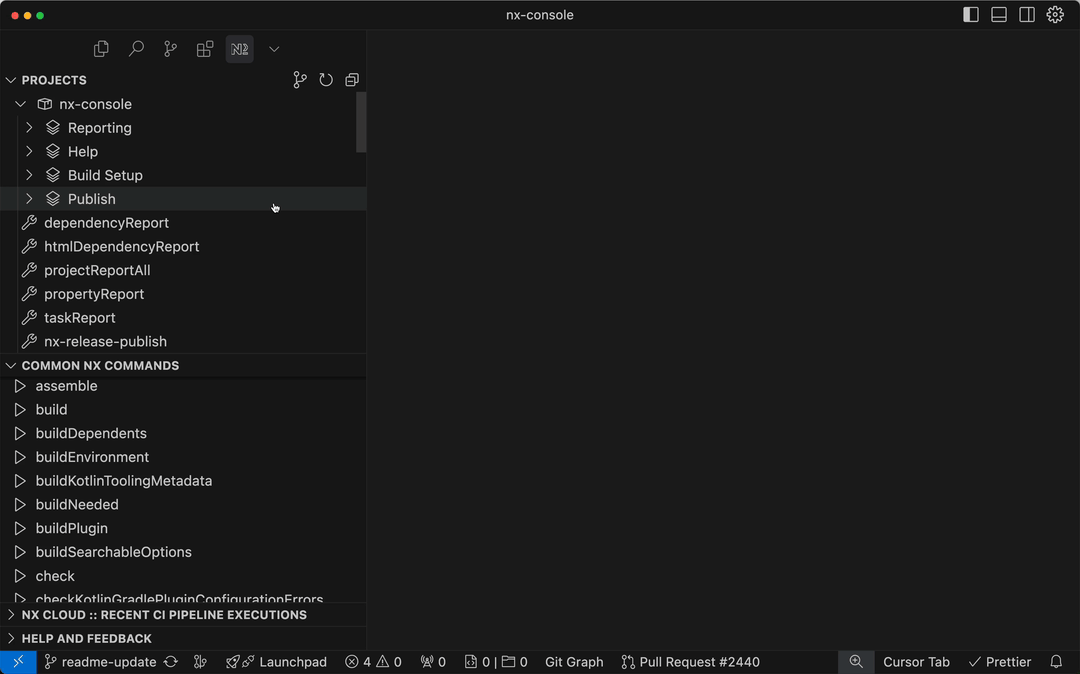 nx-console
PROJECTS
nx-console
Reporting
Help
Build Setup
Publish
dependencyReport
htmlDependencyReport
projectReportAll
propertyReport
taskReport
nx-release-publish
COMMON NX COMMANDS
assemble
build
buildDependents
buildEnvironment
buildKotlinToolingMetadata
buildNeeded
buildPlugin
buildSearchableOptions
check
checkKotlinGradlePluginConfigurationErrors
NX CLOUD :: RECENT CI PIPELINE EXECUTIONS
HELP AND FEEDBACK
readme-update Launchpad 4 0 0 0 | 0 Git Graph Pull Request #2440 Cursor Tab Prettier